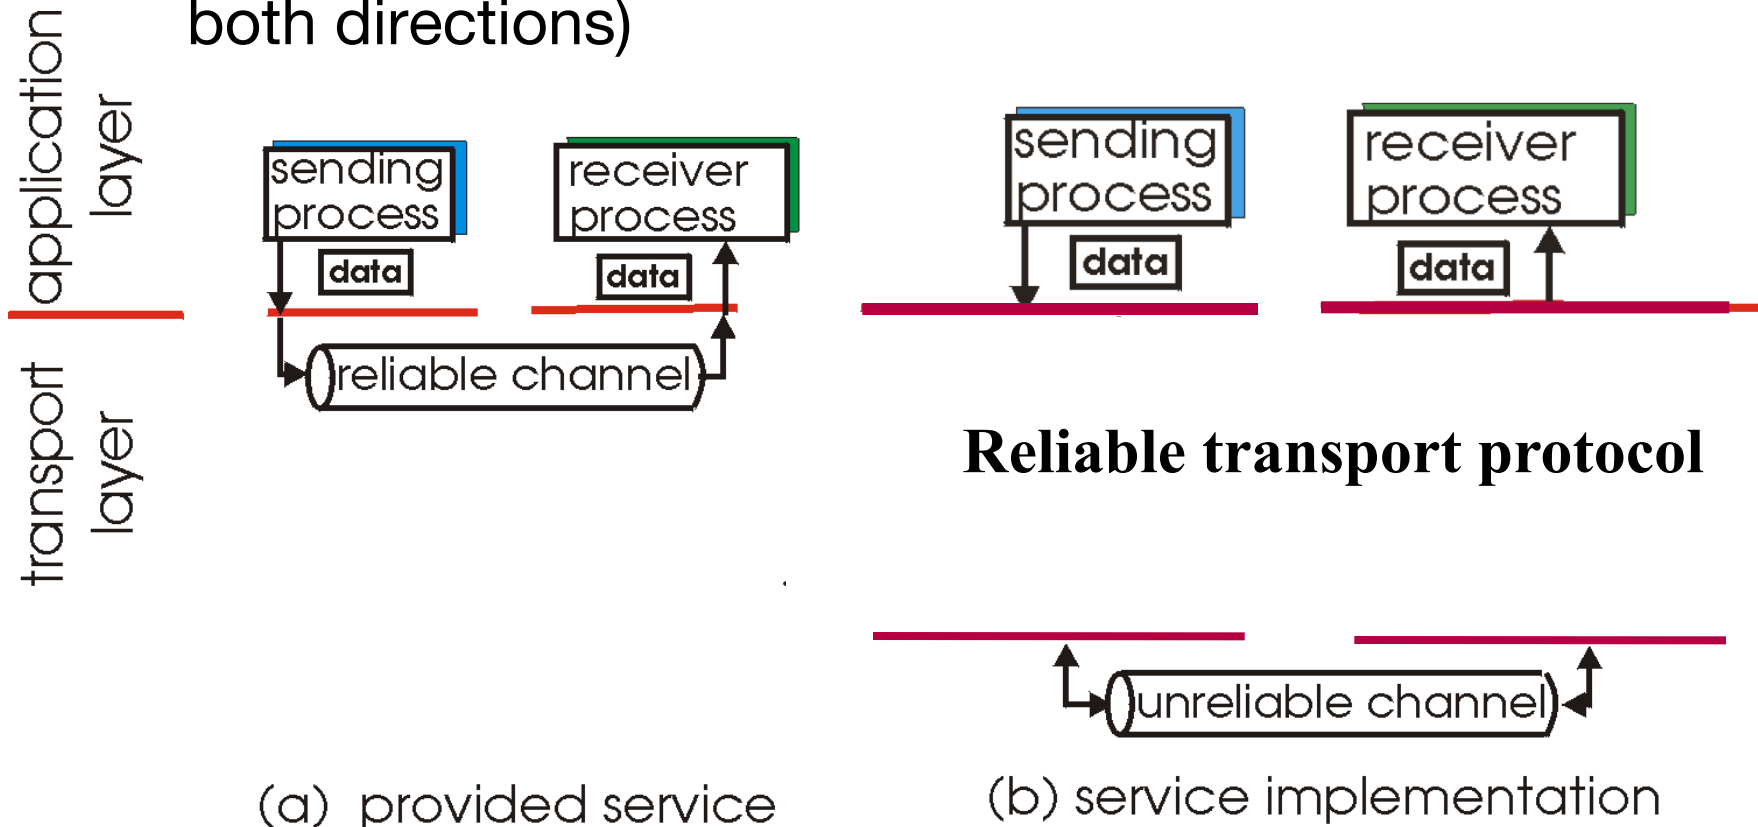 both directions)
application
layer
transport
layer
sending
process
data
receiver
process
data
reliable channel
(a) provided service
sending
process
data
receiver
process
data
Reliable transport protocol
unreliable channel
(b) service implementation